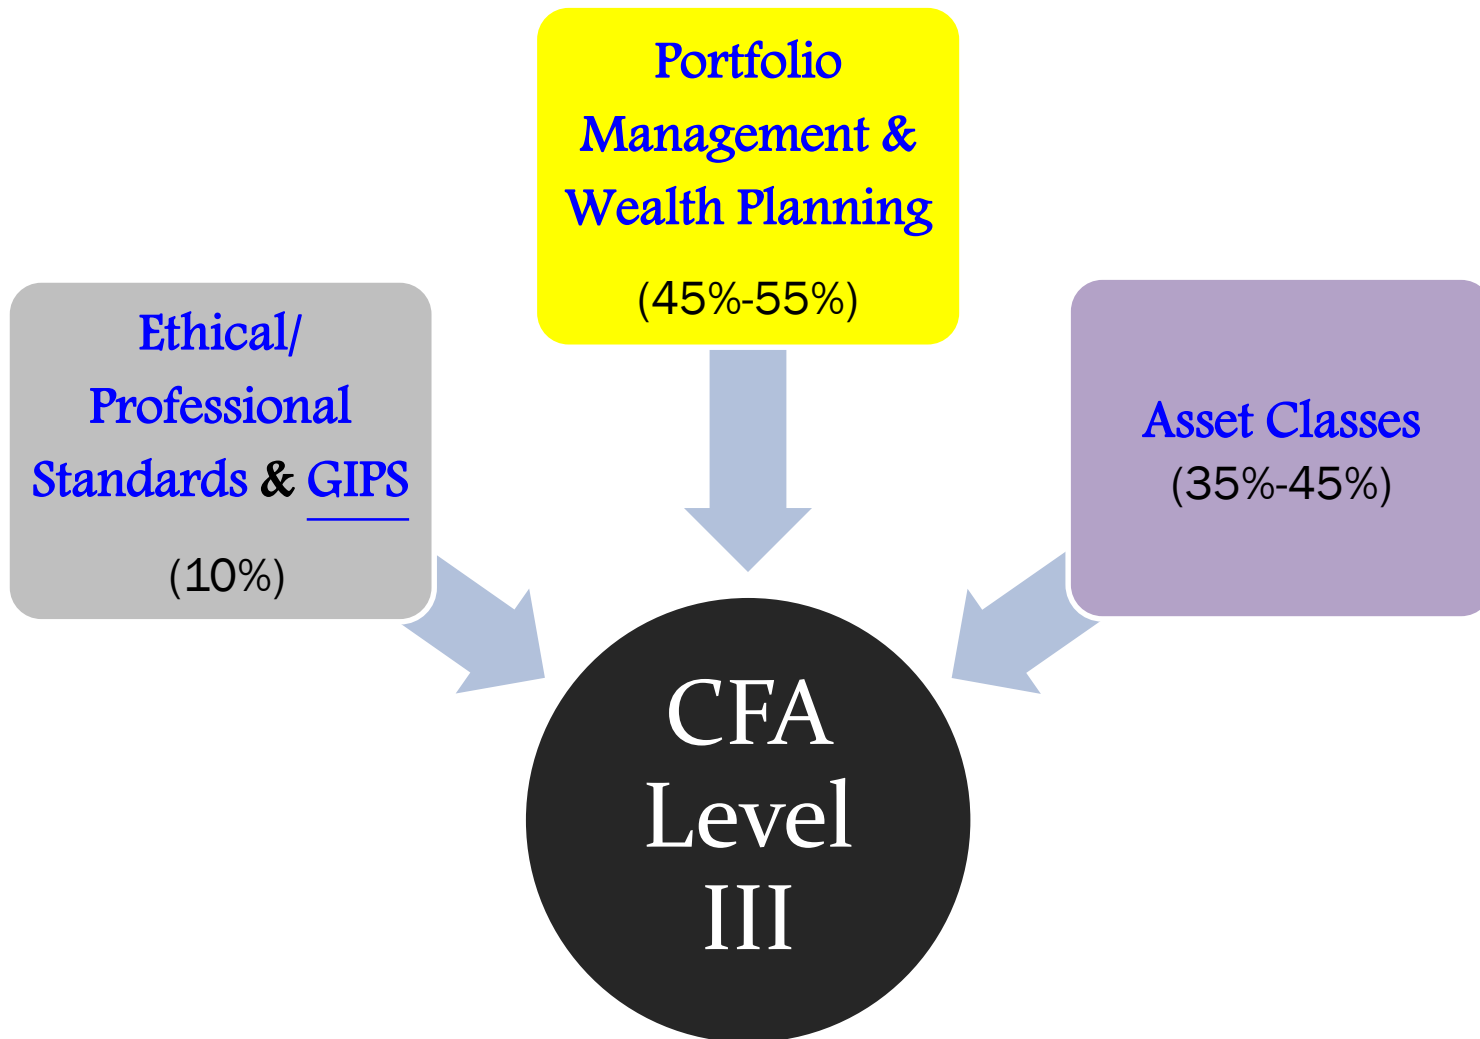 Portfolio
Management &
Wealth Planning
(45%-55%)
Ethical/
Professional
Standards & GIPS
(10%)
Asset Classes
(35%-45%)
CFA
Level
III